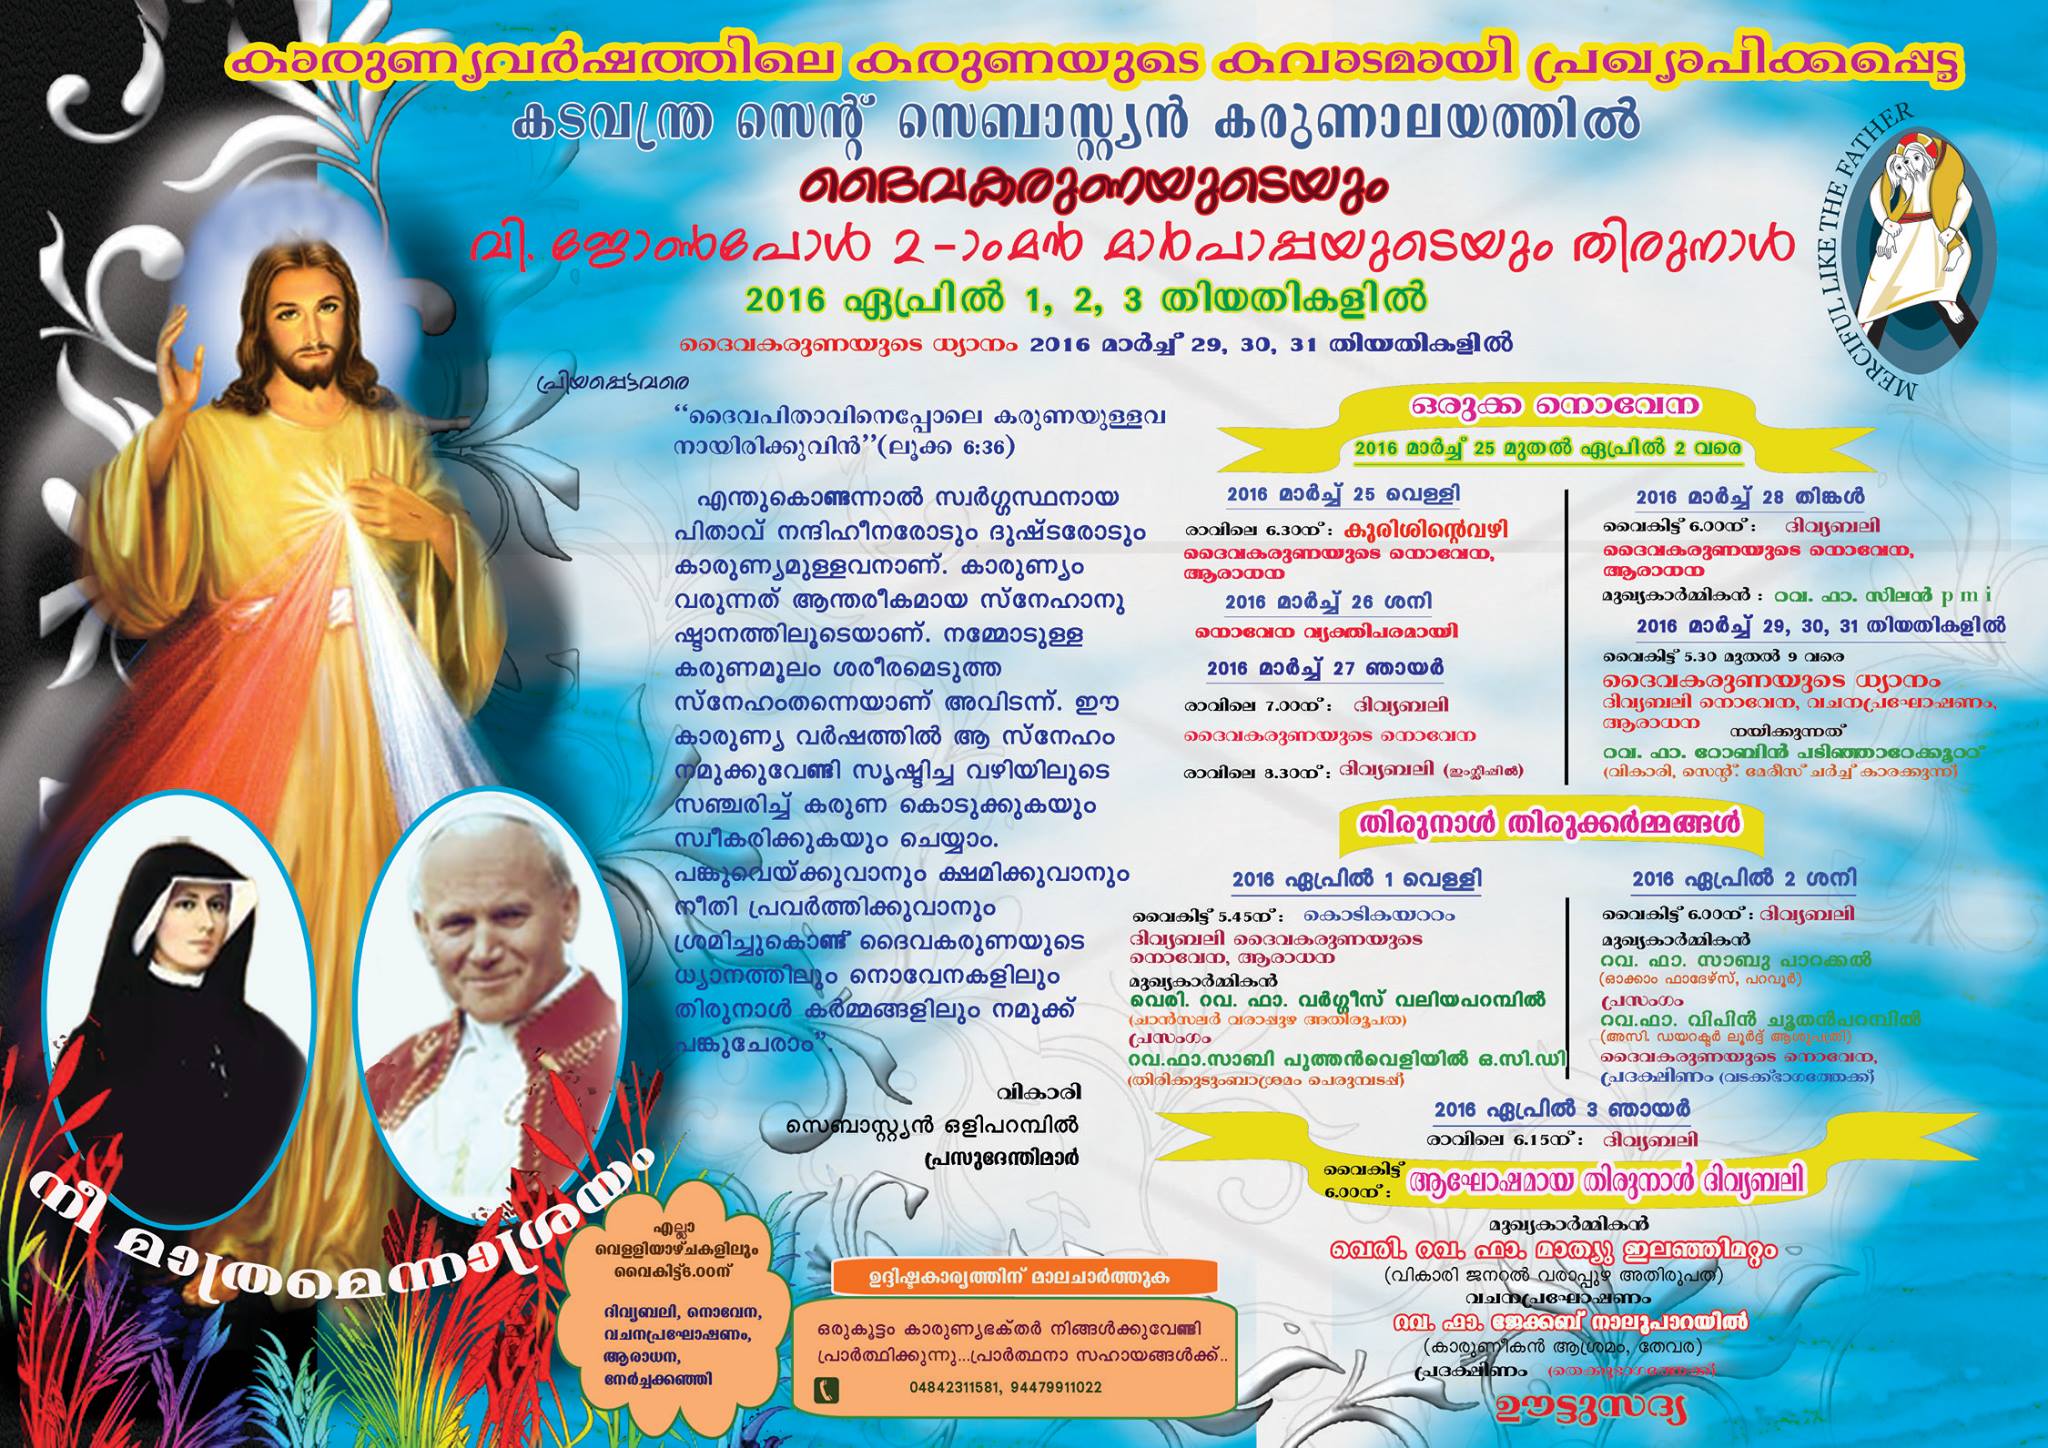 കാരുണ്യവർഷത്തിലെ കരുണയുടെ കവാടമായി പ്രഖ്യാപിക്കപ്പെട്ട
കടവന്ത്ര സെന്റ് സെബാസ്റ്റ്യൻ കരുണാലയത്തിൽ
ദൈവകരുണയുടെയും
വി. ജോൺപോൾ 2-ാംമൻ മാർപാപ്പയുടെയും തിരുനാൾ
2016 ഏപ്രിൽ 1, 2, 3 തിയതികളിൽ
ദൈവകരുണയുടെ ധ്യാനം 2016 മാർച്ച് 29, 30, 31 തിയതികളിൽ
MERCIFUL LIKE THE FATHER
പ്രിയപ്പെട്ടവരെ
“ദൈവപിതാവിനെപ്പോലെ കരുണയുള്ളവ
നായിരിക്കുവിൻ”(ലൂക്ക 6:36)
എന്തുകൊണ്ടന്നാൽ സ്വർഗ്ഗസ്ഥനായ
പിതാവ് നന്ദിഹീനരോടും ദുഷ്ടരോടും
കാരുണ്യമുള്ളവനാണ്. കാരുണ്യം
വരുന്നത് ആന്തരീകമായ സ്നേഹാനു
ഷ്ടാനത്തിലൂടെയാണ്. നമ്മോടുള്ള
കരുണമൂലം ശരീരമെടുത്ത
സ്നേഹംതന്നെയാണ് അവിടന്ന്. ഈ
കാരുണ്യ വർഷത്തിൽ ആ സ്നേഹം
നമുക്കുവേണ്ടി സൃഷ്ടിച്ച വഴിയിലൂടെ
സഞ്ചരിച്ച് കരുണ കൊടുക്കുകയും
സ്വീകരിക്കുകയും ചെയ്യാം.
പങ്കുവെയ്ക്കുവാനും ക്ഷമിക്കുവാനും
നീതി പ്രവർത്തിക്കുവാനും
ശ്രമിച്ചുകൊണ്ട് ദൈവകരുണയുടെ
ധ്യാനത്തിലും നൊവേനകളിലും
തിരുനാൾ കർമ്മങ്ങളിലും നമുക്ക്
പങ്കുചേരാം”.
വികാരി
സെബാസ്റ്റ്യൻ ഒളിപറമ്പിൽ
പ്രസുദേന്തിമാർ
ഒരുക്ക നൊവേന
2016 മാർച്ച് 25 മുതൽ ഏപ്രിൽ 2 വരെ
2016 മാർച്ച് 25 വെള്ളി
രാവിലെ 6.30ന് : കുരിശിന്റെവഴി
ദൈവകരുണയുടെ നൊവേന,
ആരാധന
2016 മാർച്ച് 26 ശനി
നൊവേന വ്യക്തിപരമായി
2016 മാർച്ച് 27 ഞായർ
രാവിലെ 7.00ന് : ദിവ്യബലി
ദൈവകരുണയുടെ നൊവേന
രാവിലെ 8.30ന് : ദിവ്യബലി (ഇംഗ്ലീഷിൽ)
2016 മാർച്ച് 28 തിങ്കൾ
വൈകിട്ട് 6.00ന് : ദിവ്യബലി
ദൈവകരുണയുടെ നൊവേന,
ആരാധന
മുഖ്യകാർമ്മികൻ : റവ. ഫാ. സീലൻ p m i
2016 മാർച്ച് 29, 30, 31 തിയതികളിൽ
വൈകിട്ട് 5.30 മുതൽ 9 വരെ
ദൈവകരുണയുടെ ധ്യാനം
ദിവ്യബലി നൊവേന, വചനപ്രഘോഷണം,
ആരാധന
നയിക്കുന്നത്
റവ. ഫാ. റോബിൻ പടിഞ്ഞാറേക്കൂററ്
(വികാരി, സെന്റ്. മേരീസ് ചർച്ച് കാരക്കുന്ന്)
തിരുനാൾ തിരുക്കർമ്മങ്ങൾ
2016 ഏപ്രിൽ 1 വെള്ളി
വൈകിട്ട് 5.45ന് : കൊടികയററം
ദിവ്യബലി ദൈവകരുണയുടെ
നൊവേന, ആരാധന
മുഖ്യകാർമ്മികൻ
വെരി. റവ. ഫാ. വർഗ്ഗീസ് വലിയപറമ്പിൽ
(ചാൻസലർ വരാപ്പുഴ അതിരൂപത)
പ്രസംഗം
റവ.ഫാ.സാബി പുത്തൻവെളിയിൽ ഒ.സി.ഡി
(തിരിക്കുടുംബാശ്രമം പെരുമ്പടപ്പ്)
2016 ഏപ്രിൽ 2 ശനി
വൈകിട്ട് 6.00ന് : ദിവ്യബലി
മുഖ്യകാർമ്മികൻ
റവ. ഫാ. സാബു പാറക്കൽ
(ഓക്കാം ഫാദേഴ്സ്, പറവൂർ)
പ്രസംഗം
റവ.ഫാ. വിപിൻ ചൂതൻപറമ്പിൽ
(അസി. ഡയറക്ടർ ലൂർദ്ദ് ആശുപത്രി)
ദൈവകരുണയുടെ നൊവേന,
പ്രദക്ഷിണം (വടക്ക്ഭാഗത്തേക്ക്)
2016 ഏപ്രിൽ 3 ഞായർ
രാവിലെ 6.15ന് : ദിവ്യബലി
വൈകിട്ട് 6.00ന് : ആഘോഷമായ തിരുനാൾ ദിവ്യബലി
മുഖ്യകാർമ്മികൻ
വെരി. റവ. ഫാ. മാത്യു ഇലഞ്ഞിമറ്റം
(വികാരി ജനറൽ വരാപ്പുഴ അതിരുപത)
വചനപ്രഘോഷണം
റവ. ഫാ. ജേക്കബ് നാലുപാറയിൽ
(കാരുണീകൻ ആശ്രമം, തേവര)
പ്രദക്ഷിണം (തെക്കുഭാഗത്തേക്ക്)
ഊട്ടുസദ്യ
നീ മാത്രമെന്നാശ്രയം
എല്ലാ
വെള്ളിയാഴ്ചകളിലും
വൈകിട്ട്6.00ന്
ദിവ്യബലി, നൊവേന,
വചനപ്രഘോഷണം,
ആരാധന,
നേർച്ചക്കഞ്ഞി
ഉദ്ദിഷ്ടകാര്യത്തിന് മാലചാർത്തുക
ഒരുകൂട്ടം കാരുണ്യഭക്തർ നിങ്ങൾക്കുവേണ്ടി
പ്രാർത്ഥിക്കുന്നു...പ്രാർത്ഥനാ സഹായങ്ങൾക്ക്..
04842311581, 94479911022